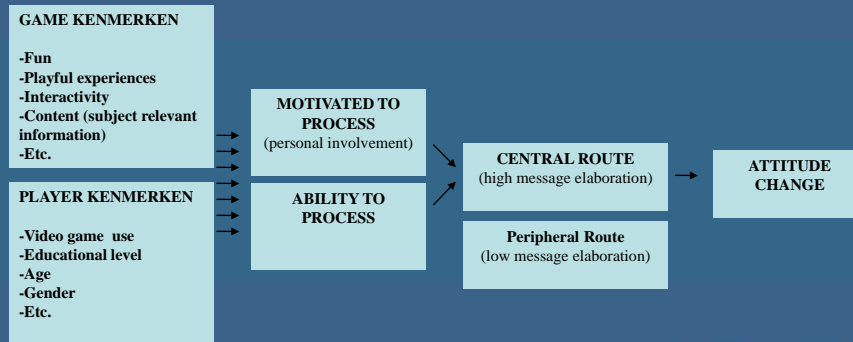 GAME KENMERKEN
-Fun
-Playful experiences
-Interactivity
-Content (subject relevant
information)
-Etc.
PLAYER KENMERKEN
-Video game use
-Educational level
-Age
-Gender
-Etc.
MOTIVATED TO
PROCESS
(personal involvement)
ABILITY TO
PROCESS
CENTRAL ROUTE
(high message elaboration)
Peripheral Route
(low message elaboration)
ATTITUDE
CHANGE